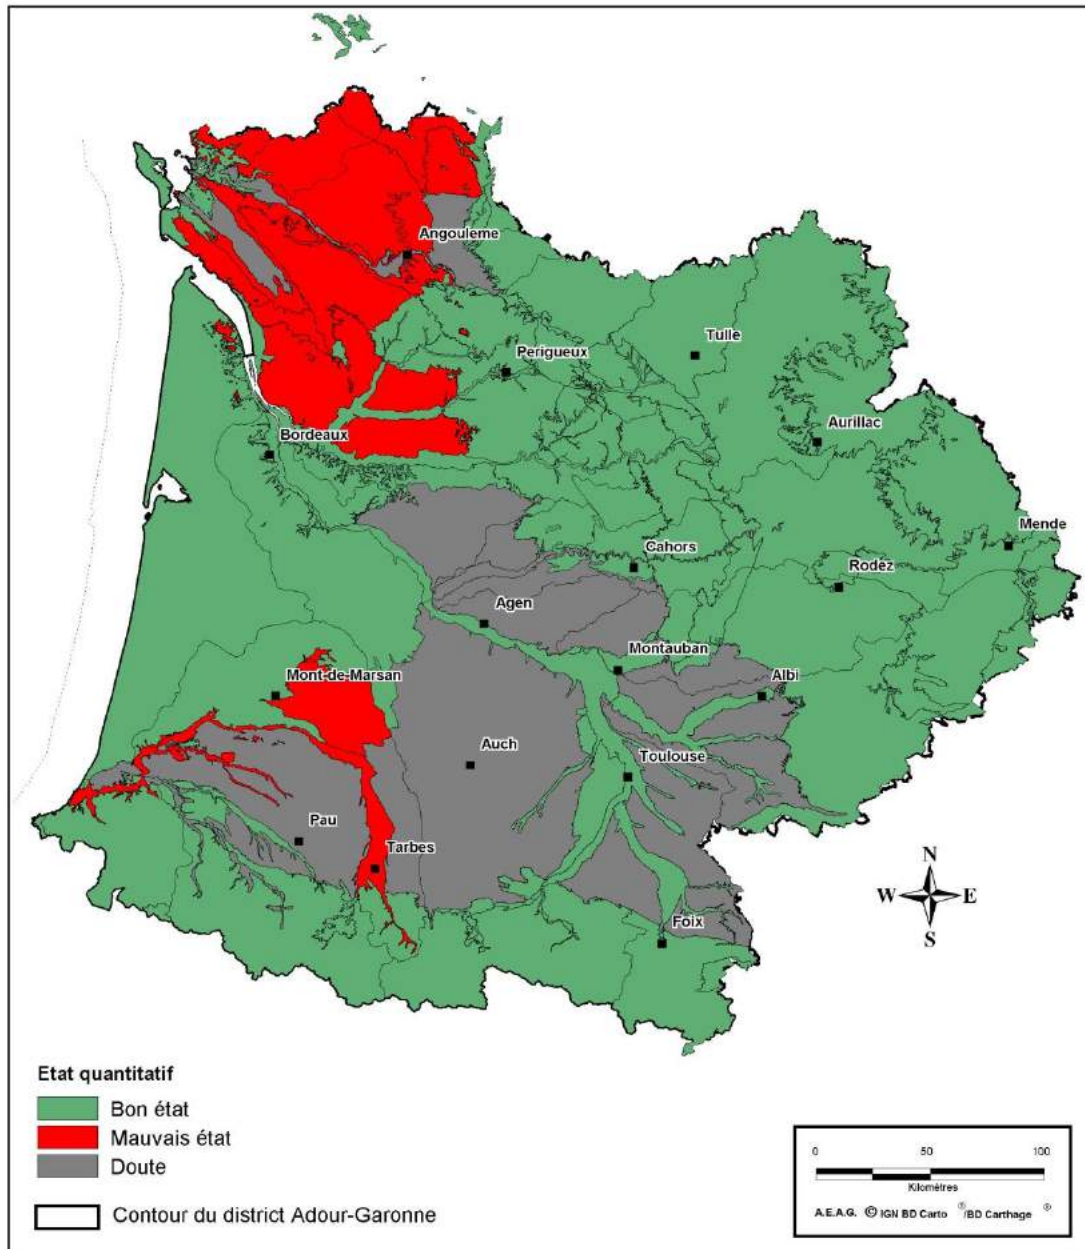 Angouleme
Tulle
Perigueux
Aurillac
Bordeaux
Mende
Cahors
Rodez
Agen
Montauban
Mont-de-Marsan
Albi
Auch
Toulouse
Pau
Tarbes
N
W E
S
Foix
Etat quantitatif
Bon état
Mauvais état
Doute
Contour du district Adour-Garonne
0 50 100
Kilomètres
A.E.A.G. © IGN BD Carto ® /BD Carthage ®